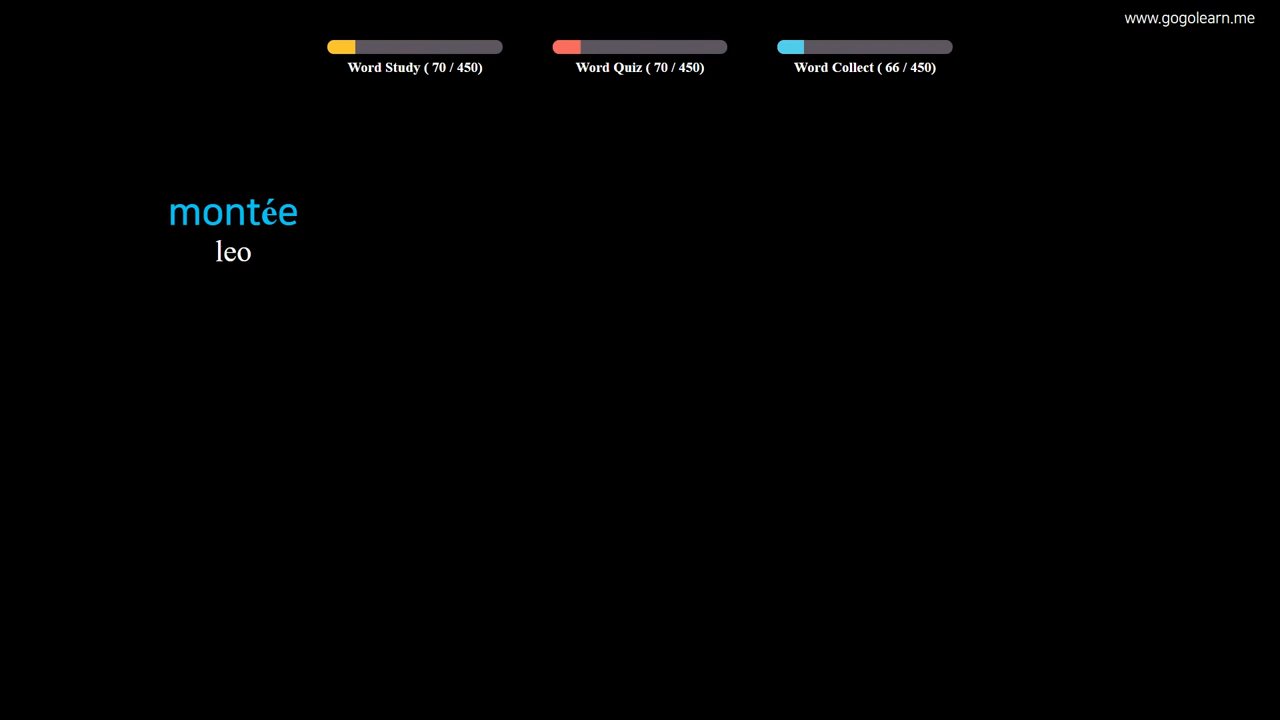 www.gogolearn.me
Word Study ( 70 / 450)
Word Quiz ( 70 / 450)
Word Collect ( 66 / 450)
montée
leo